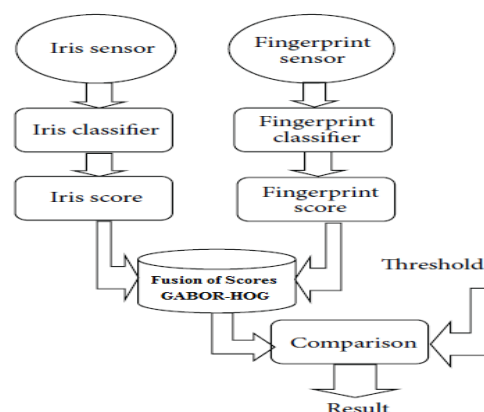 Iris sensor
Fingerprint
sensor
Iris classifier
Fingerprint
classifier
Iris score
Fingerprint
score
Fusion of Scores
GABOR-HOG
Threshold
Comparison
Result